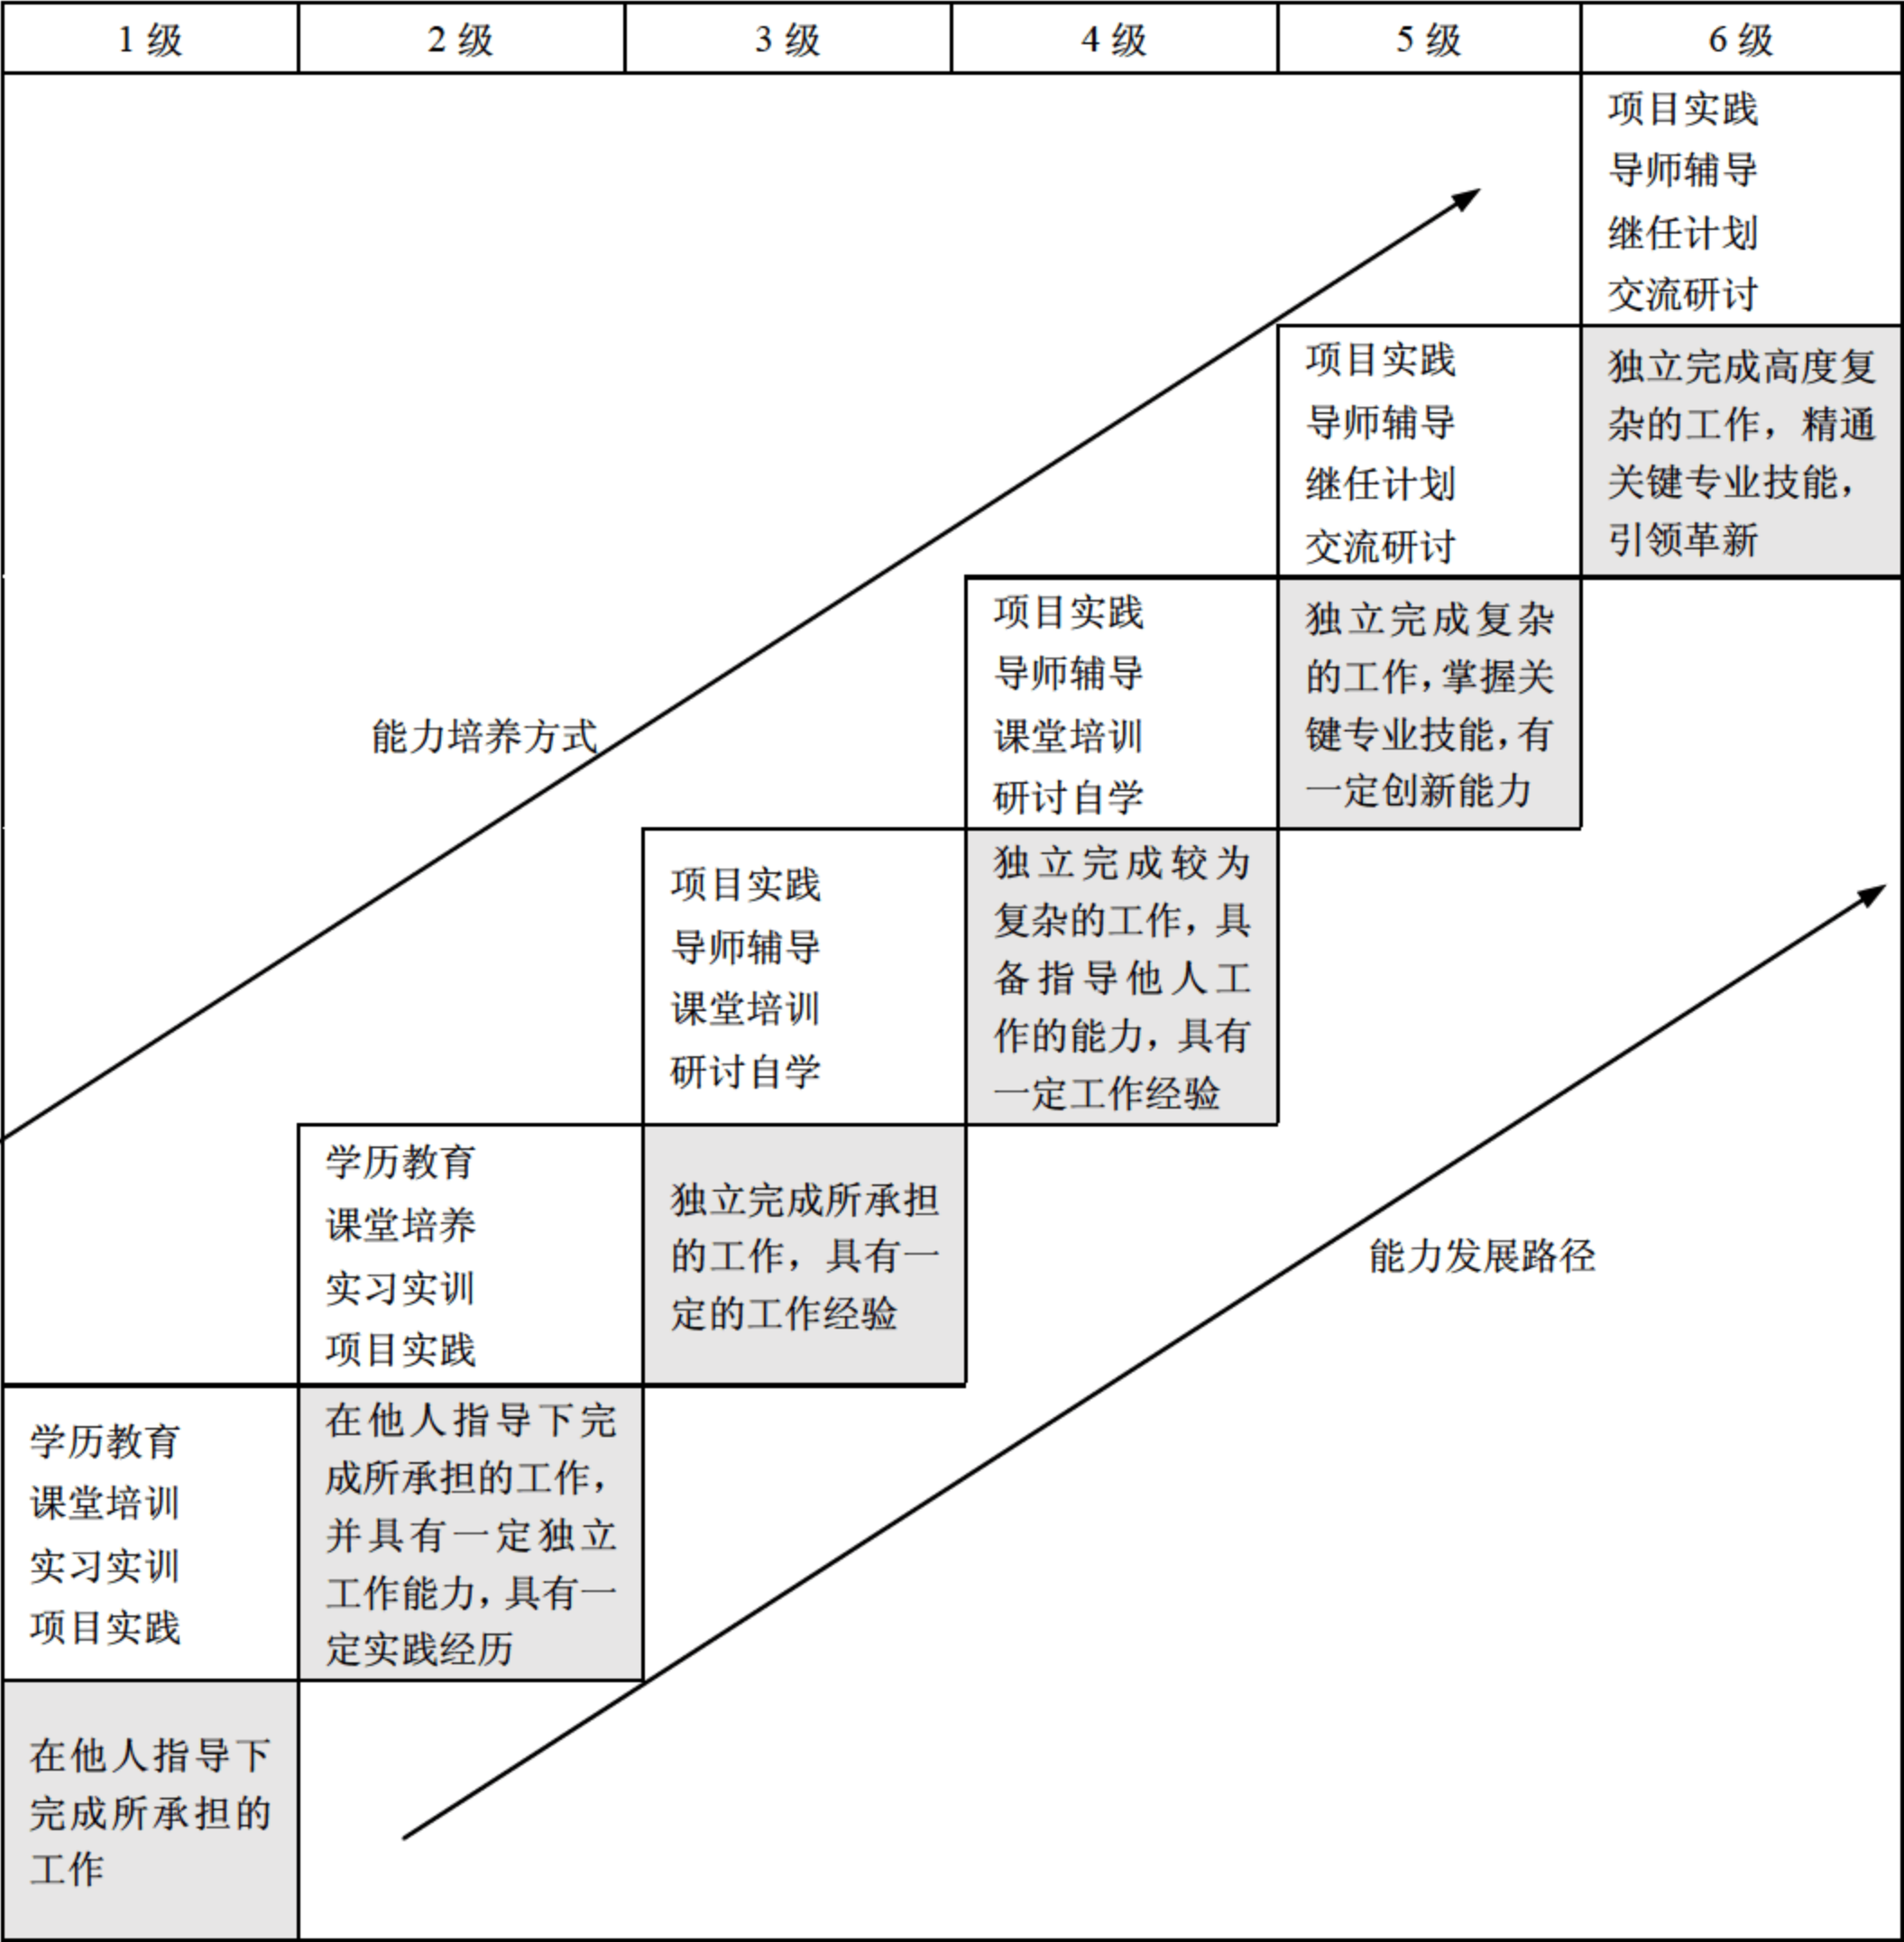 1 级
2 级
3 级
4 级
5 级
6 级
项目实践
导师辅导
继任计划
交流研讨
项目实践
导师辅导
继任计划
交流研讨
独立完成高度复
杂的工作，精通
关键专业技能，
引领革新
项目实践
导师辅导
课堂培训
研讨自学
独立完成复杂
的工作，掌握关
键专业技能，有
一定创新能力
能力培养方式
项目实践
导师辅导
课堂培训
研讨自学
独立完成较为
复杂的工作，具
备指导他人工
作的能力，具有
一定工作经验
学历教育
课堂培养
实习实训
项目实践
独立完成所承担
的工作，具有一
定的工作经验
能力发展路径
学历教育
课堂培训
实习实训
项目实践
在他人指导下完
成所承担的工作，
并具有一定独立
工作能力，具有一
定实践经历
在他人指导下
完成所承担的
工作